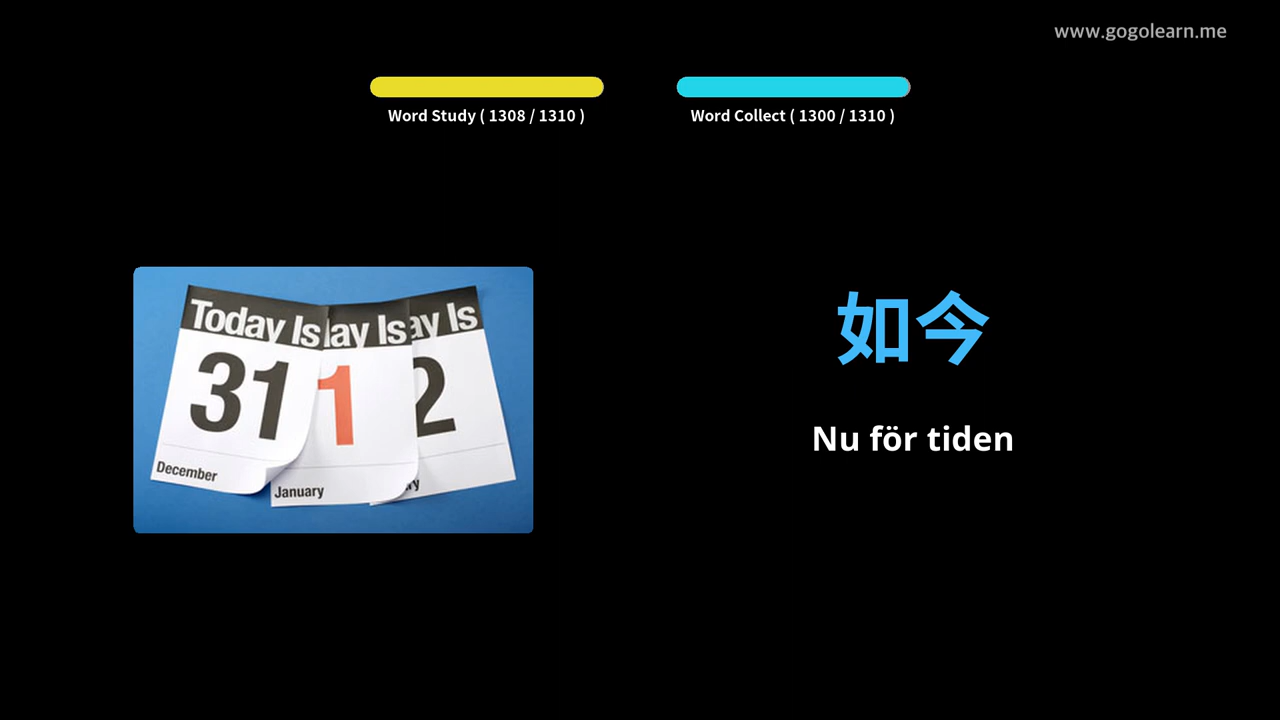 www.gogolearn.me
Word Study ( 1308 / 1310 )
Word Collect ( 1300 / 1310 )
Today Is
ay Is
ay Is
31
1
2
December
January
ry
如今
Nu för tiden